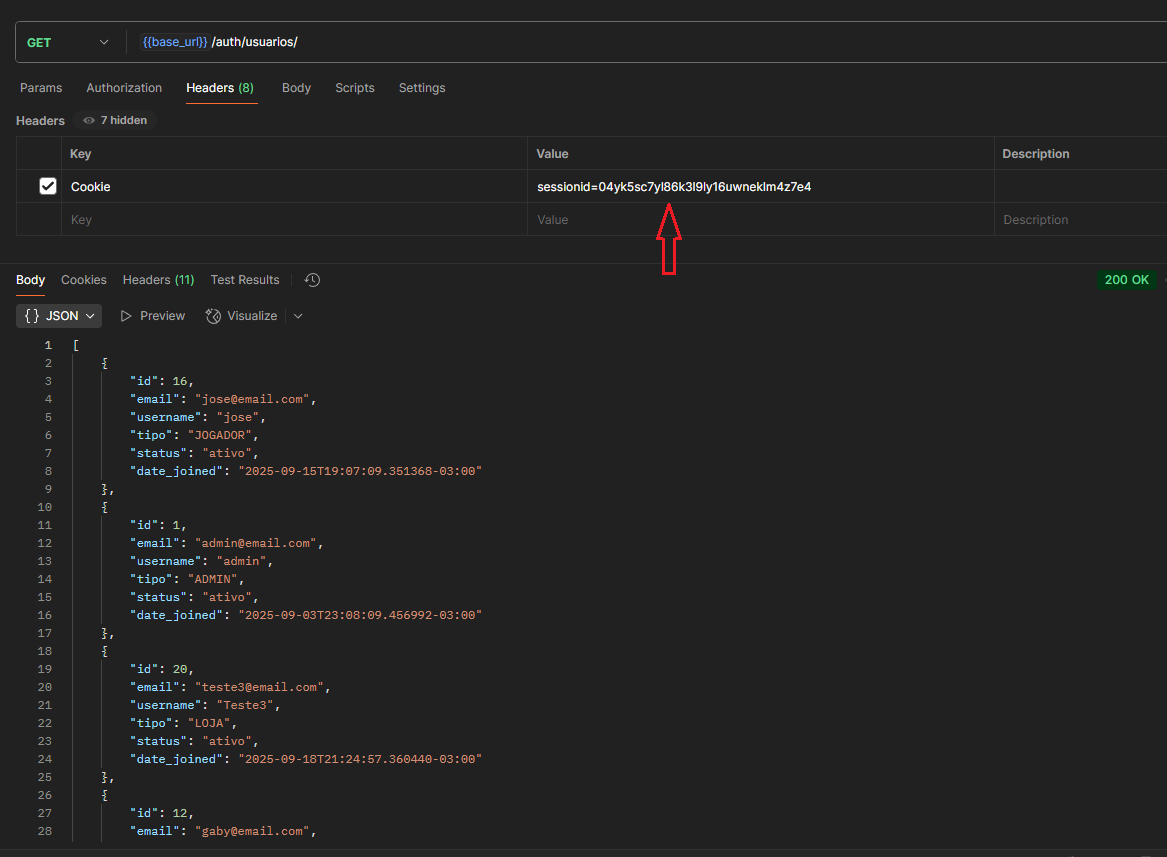 GET {{base_url}} /auth/usuarios/
Params Authorization Headers (8) Body Scripts Settings
Headers 7 hidden
Key Value Description
Cookie sessionid=04yk5sc7yl86k3l9ly16uwneklm4z7e4
Key Value Description
Body Cookies Headers (11) Test Results 200 OK
{} JSON Preview Visualize
1 [
2 {
3 "id": 16,
4 "email": "jose@email.com",
5 "username": "jose",
6 "tipo": "JOGADOR",
7 "status": "ativo",
8 "date_joined": "2025-09-15T19:07:09.351368-03:00"
9 },
10 {
11 "id": 1,
12 "email": "admin@email.com",
13 "username": "admin",
14 "tipo": "ADMIN",
15 "status": "ativo",
16 "date_joined": "2025-09-03T23:08:09.456992-03:00"
17 },
18 {
19 "id": 20,
20 "email": "teste3@email.com",
21 "username": "Teste3",
22 "tipo": "LOJA",
23 "status": "ativo",
24 "date_joined": "2025-09-18T21:24:57.360440-03:00"
25 },
26 {
27 "id": 12,
28 "email": "gaby@email.com",